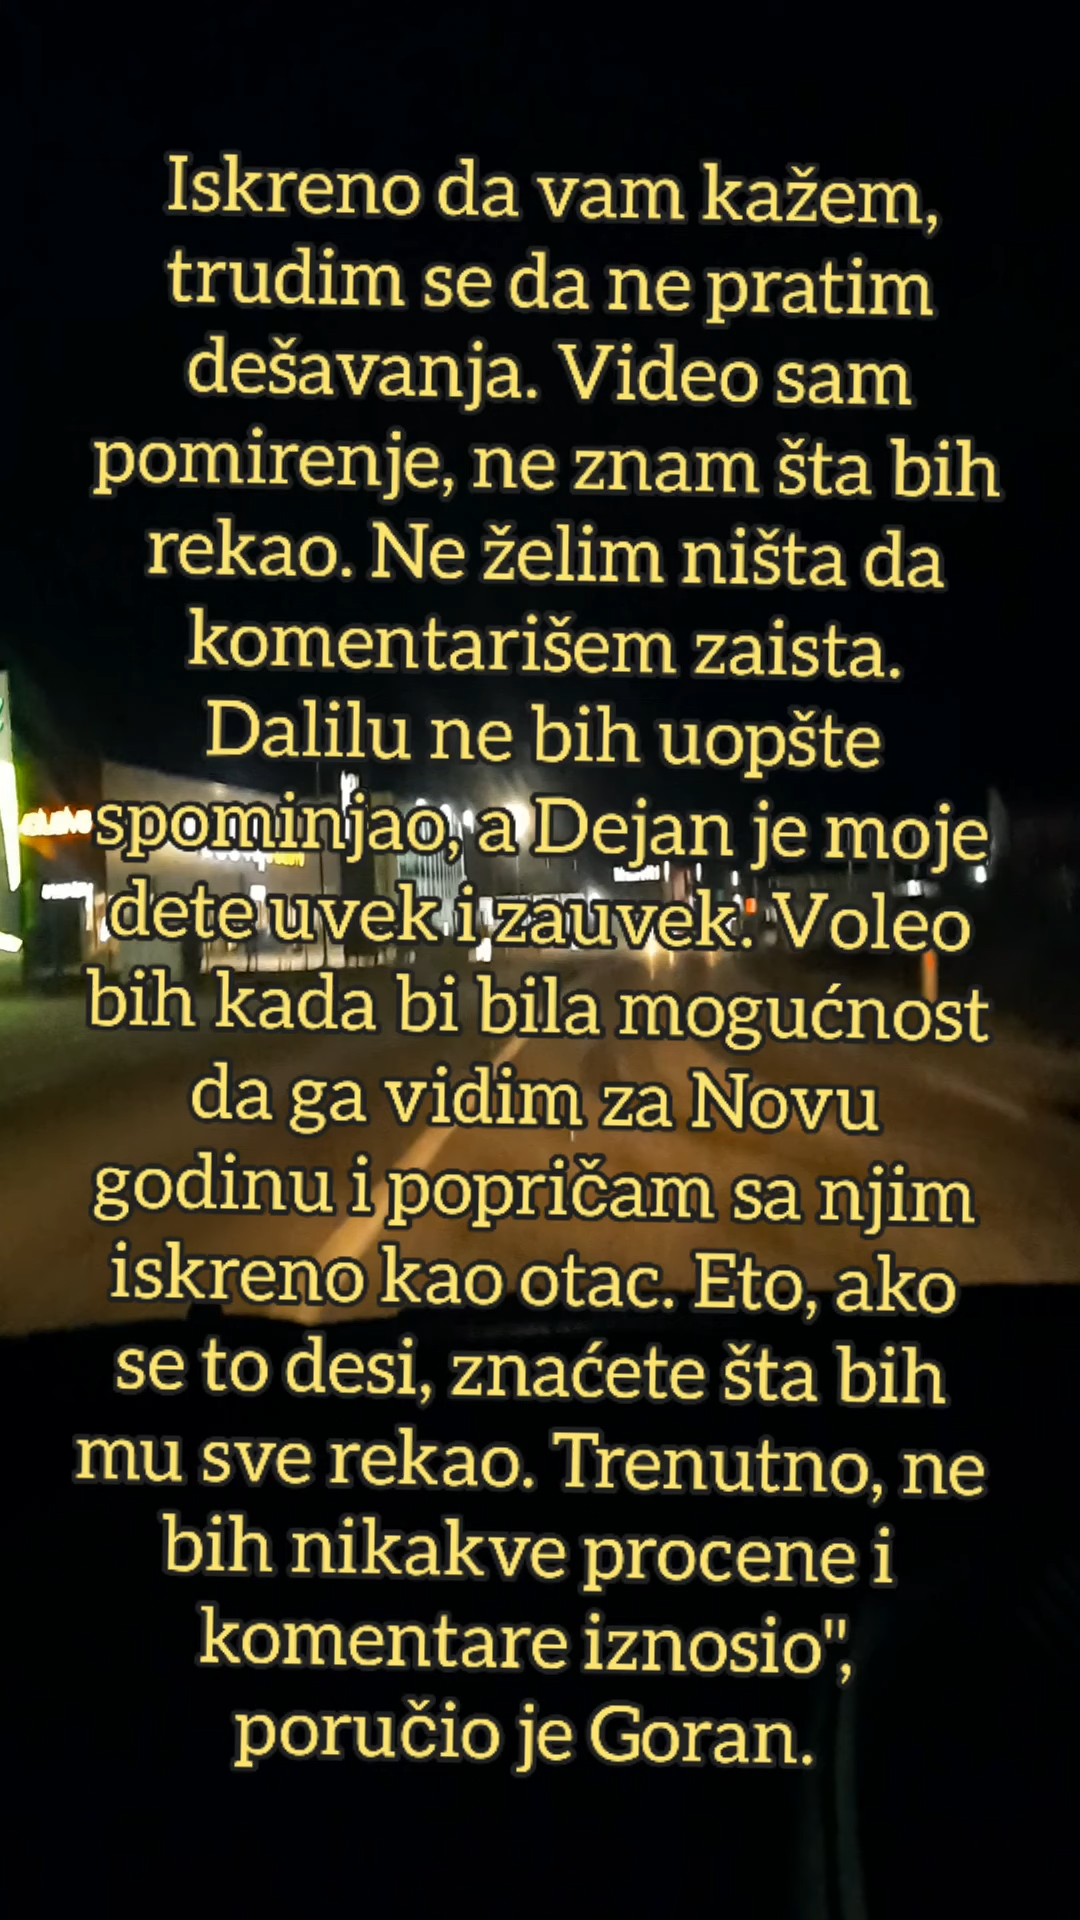 Iskreno da vam kažem,
trudim se da ne pratim
dešavanja. Video sam
pomirenje, ne znam šta bih
rekao. Ne želim ništa da
komentarišem zaista.
Dalilu ne bih uopšte
spominjao, a Dejan je moje
dete uvek i zauvek. Voleo
bih kada bi bila mogućnost
da ga vidim za Novu
godinu i popričam sa njim
iskreno kao otac. Eto, ako
se to desi, znaćete šta bih
mu sve rekao. Trenutno, ne
bih nikakve procene i
komentare iznosio",
poručio je Goran.